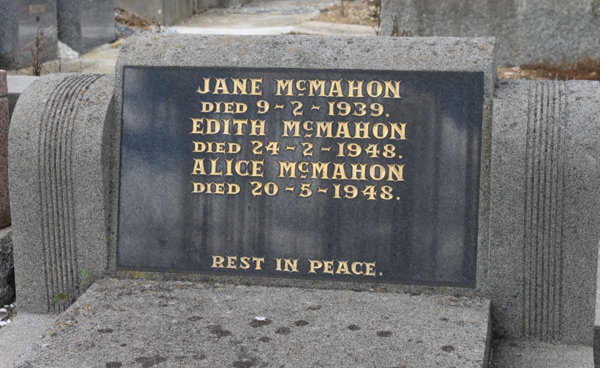 JANE McMAHON
DIED 9-2-1939.
EDITH McMAHON
DIED 24-2-1948.
ALICE McMAHON
DIED 20-5-1948.
REST IN PEACE.